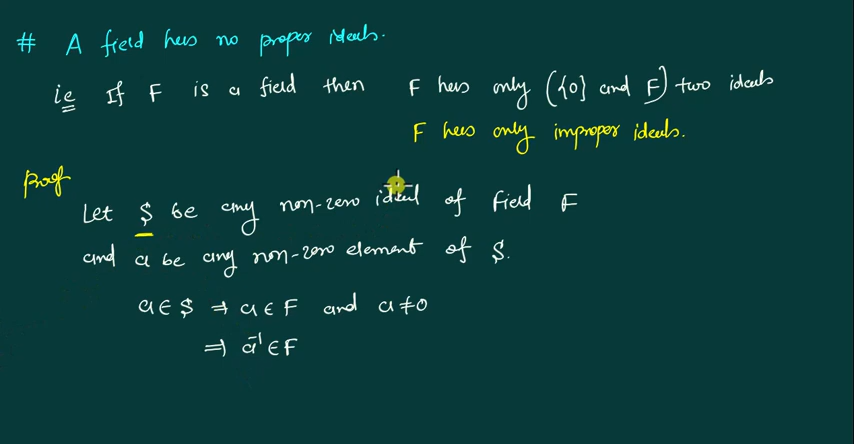 # A field has no proper ideals.
ie If F is a field then F has only ({0} and F) two ideals
F has only improper ideals.
Proof
Let S be any non-zero ideal of field F
and a be any non-zero element of S.
a ∈ S ⇒ a ∈ F and a ≠ 0
⇒ a⁻¹ ∈ F